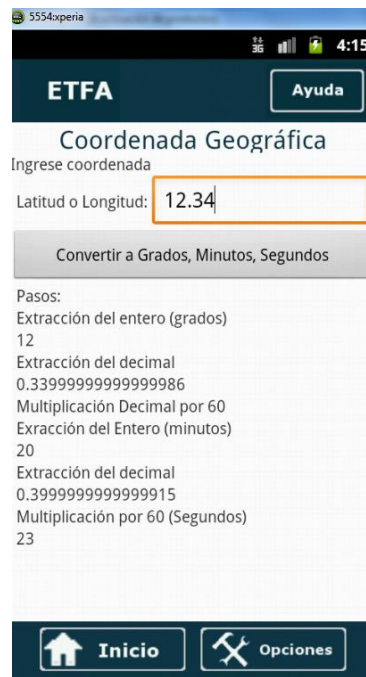 5554:xperia
3G 4:15
ETFA
Ayuda
Coordenada Geográfica
Ingrese coordenada
Latitud o Longitud: 12.34
Convertir a Grados, Minutos, Segundos
Pasos:
Extracción del entero (grados)
12
Extracción del decimal
0.33999999999999986
Multiplicación Decimal por 60
Exracción del Entero (minutos)
20
Extracción del decimal
0.3999999999999915
Multiplicación por 60 (Segundos)
23
Inicio
Opciones